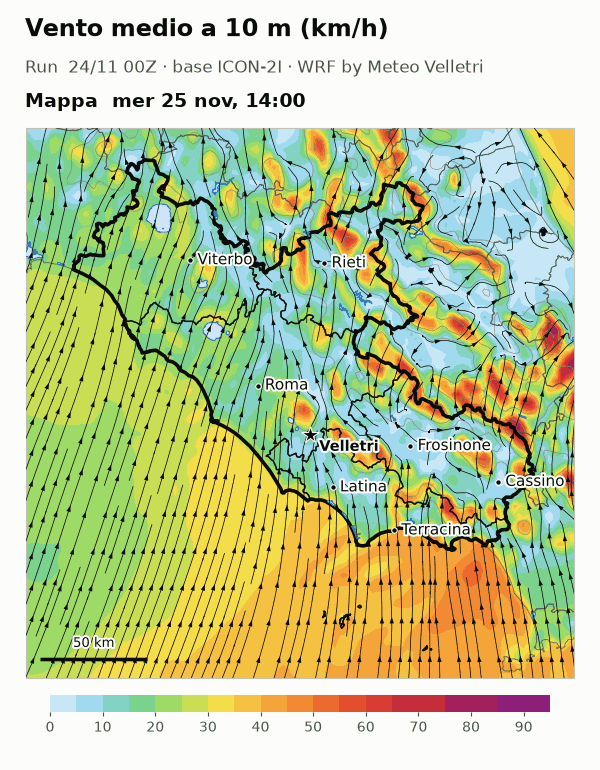 Vento medio a 10 m (km/h)
Run 24/11 00Z · base ICON-2I · WRF by Meteo Velletri
Mappa mer 25 nov, 14:00
Viterbo
Rieti
Roma
Velletri
Frosinone
Cassino
Latina
Terracina
50 km
0 10 20 30 40 50 60 70 80 90